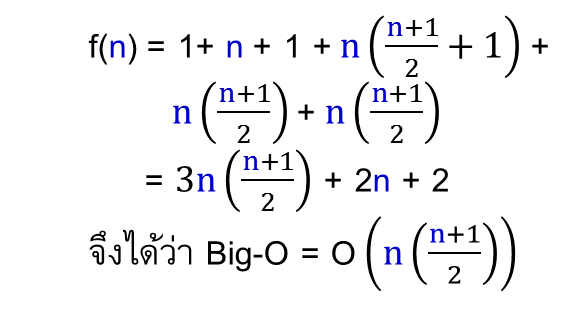 f(n) = 1+ n + 1 + n((n+1)/2 + 1) +
n((n+1)/2) + n((n+1)/2)
= 3n((n+1)/2) + 2n + 2
จึงได้ว่า Big-O = O(n((n+1)/2))